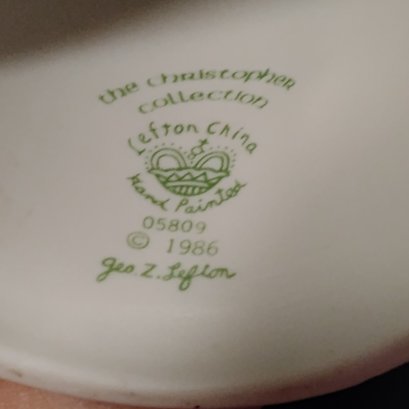 the christopher
collection
Lefton China
Hand Painted
05809
© 1986
Geo. Z. Lefton